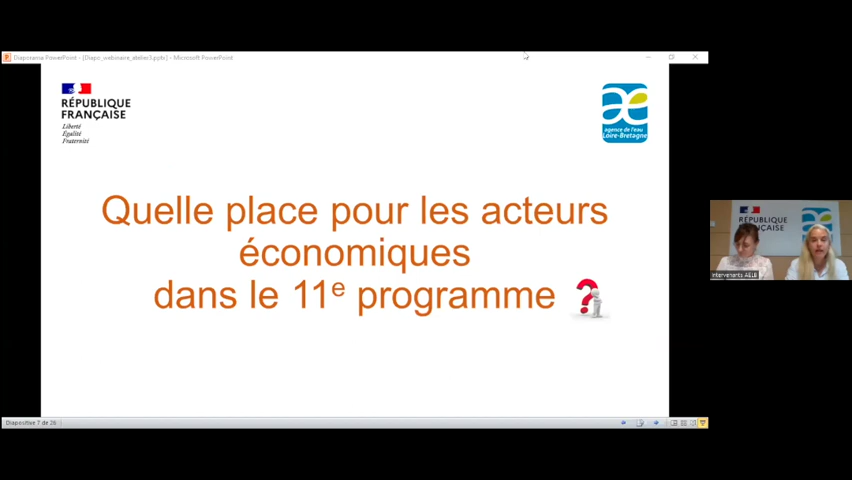 Diaporama PowerPoint - [Diapo_webinaire_atelier3.pptx] - Microsoft PowerPoint
RÉPUBLIQUE
FRANÇAISE
Liberté
Égalité
Fraternité
agence de l'eau
Loire-Bretagne
Quelle place pour les acteurs
économiques
dans le 11e programme ?
RÉPUBLIQUE
FRANÇAISE
Intervenants AELB
Diapositive 7 de 26